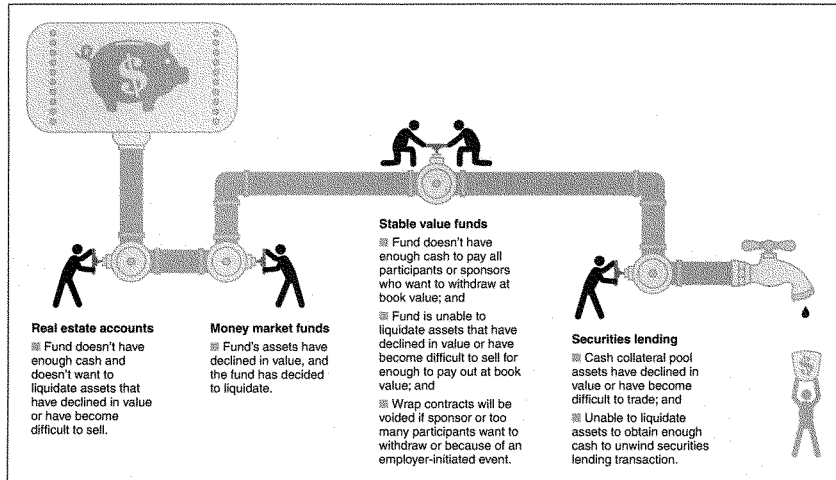 $
Real estate accounts
Fund doesn't have
enough cash and
doesn't want to
liquidate assets that
have declined in value
or have become
difficult to sell.
Money market funds
Fund's assets have
declined in value, and
the fund has decided
to liquidate.
Stable value funds
Fund doesn't have
enough cash to pay all
participants or sponsors
who want to withdraw at
book value; and
Fund is unable to
liquidate assets that have
declined in value or have
become difficult to sell for
enough to pay out at book
value; and
Wrap contracts will be
voided if sponsor or too
many participants want to
withdraw or because of an
employer-initiated event.
Securities lending
Cash collateral pool
assets have declined in
value or have become
difficult to trade; and
Unable to liquidate
assets to obtain enough
cash to unwind securities
lending transaction.
$